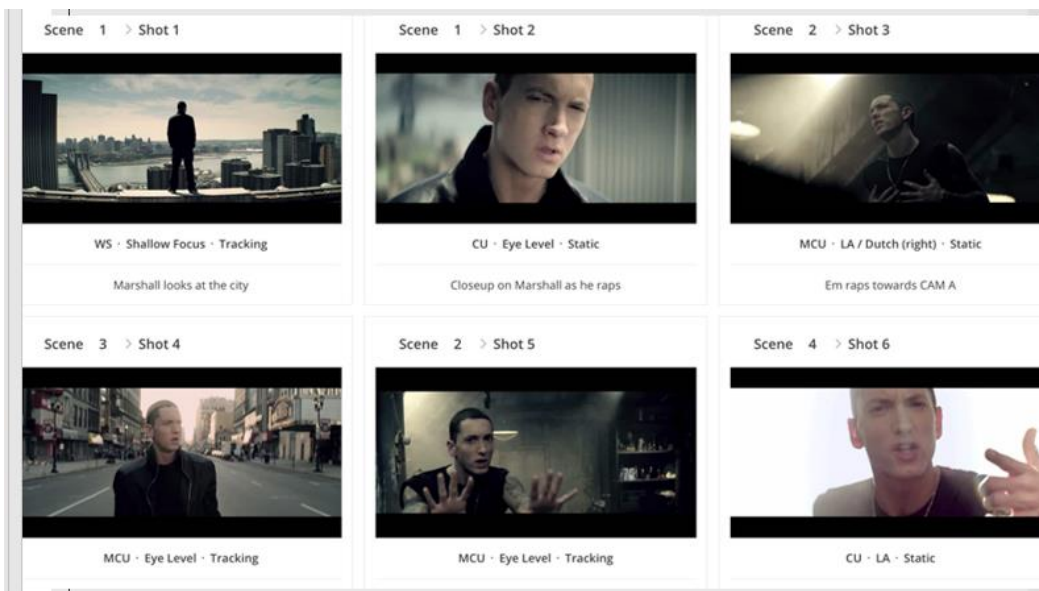 Scene 1 > Shot 1
Scene 1 > Shot 2
Scene 2 > Shot 3
WS · Shallow Focus · Tracking
CU · Eye Level · Static
MCU · LA / Dutch (right) · Static
Marshall looks at the city
Closeup on Marshall as he raps
Em raps towards CAM A
Scene 3 > Shot 4
Scene 2 > Shot 5
Scene 4 > Shot 6
MCU · Eye Level · Tracking
MCU · Eye Level · Tracking
CU · LA · Static